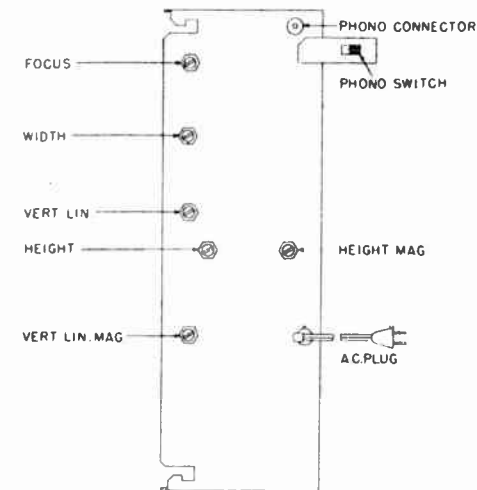 PHONO CONNECTOR
FOCUS
PHONO SWITCH
WIDTH
VERT LIN
HEIGHT
HEIGHT MAG
VERT LIN. MAG
A.C. PLUG